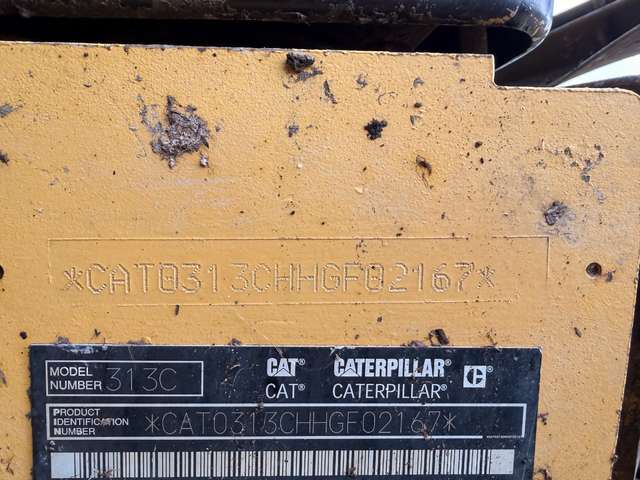 *CAT0313CHHGF02167*
MODEL NUMBER 313C
CAT CATERPILLAR
CAT® CATERPILLAR® C
PRODUCT IDENTIFICATION NUMBER *CAT0313CHHGF02167*